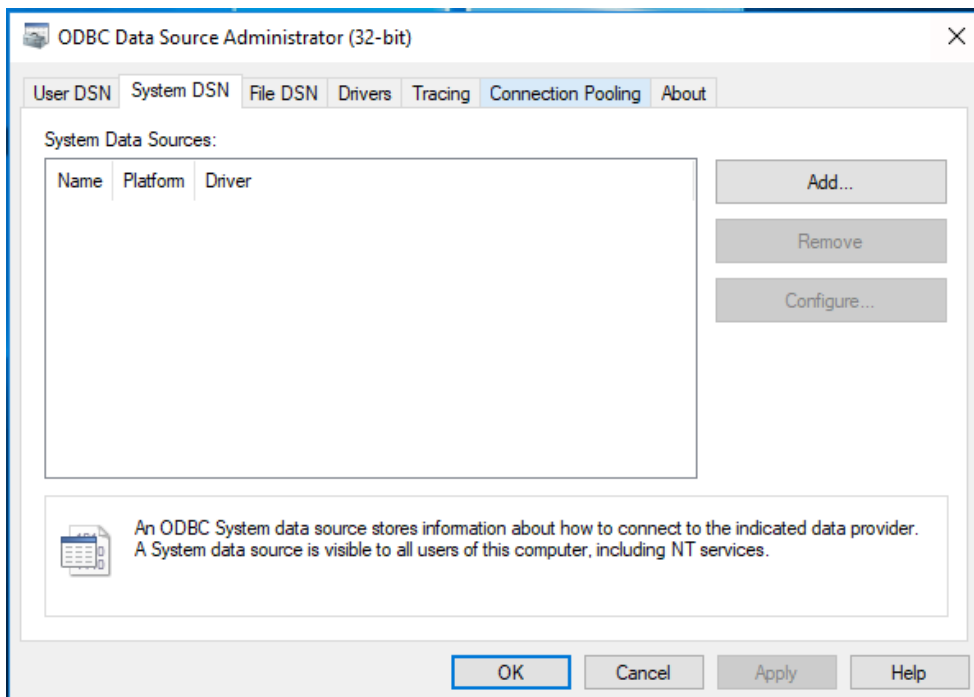 ODBC Data Source Administrator (32-bit)
User DSN System DSN File DSN Drivers Tracing Connection Pooling About
System Data Sources:
Name Platform Driver
Add...
Remove
Configure...
An ODBC System data source stores information about how to connect to the indicated data provider.
A System data source is visible to all users of this computer, including NT services.
OK Cancel Apply Help